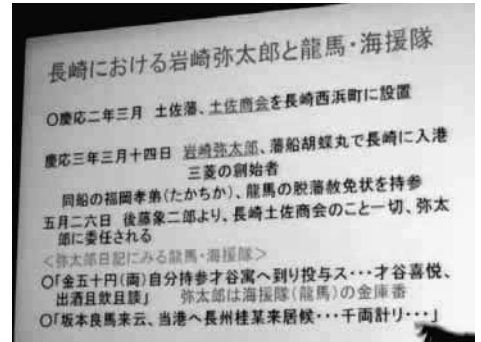 長崎における岩崎弥太郎と龍馬・海援隊
○慶応二年三月 土佐藩、土佐商会を長崎西浜町に設置
慶応三年三月十四日 岩崎弥太郎、藩船胡蝶丸で長崎に入港
三菱の創始者
同船の福岡孝弟(たかちか)、龍馬の脱藩赦免状を持参
五月二六日 後藤象二郎より、長崎土佐商会のこと一切、弥太
郎に委任される
<弥太郎日記にみる龍馬・海援隊>
○「金五十円(両)自分持参才谷寓へ到り投与ス・・・才谷喜悦、
出酒且飲且談」 弥太郎は海援隊(龍馬)の金庫番
○「坂本良馬来云、当港へ長州桂某来居候・・・千両計リ・・・」